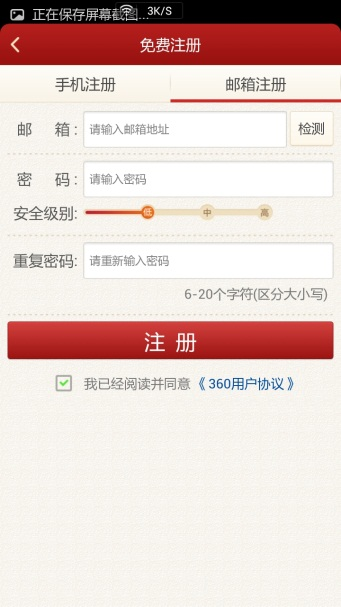 正在保存屏幕截图...
3K/S
免费注册
手机注册
邮箱注册
邮 箱:
请输入邮箱地址
检测
密 码:
请输入密码
安全级别:
低
中
高
重复密码:
请重新输入密码
6-20个字符(区分大小写)
注 册
我已经阅读并同意《360用户协议》